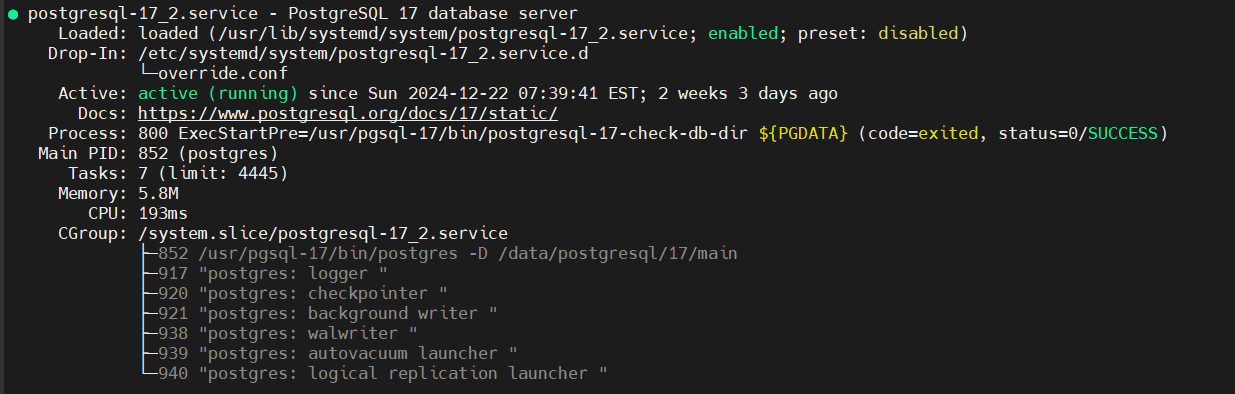 ● postgresql-17_2.service - PostgreSQL 17 database server
Loaded: loaded (/usr/lib/systemd/system/postgresql-17_2.service; enabled; preset: disabled)
Drop-In: /etc/systemd/system/postgresql-17_2.service.d
└─override.conf
Active: active (running) since Sun 2024-12-22 07:39:41 EST; 2 weeks 3 days ago
Docs: https://www.postgresql.org/docs/17/static/
Process: 800 ExecStartPre=/usr/pgsql-17/bin/postgresql-17-check-db-dir ${PGDATA} (code=exited, status=0/SUCCESS)
Main PID: 852 (postgres)
Tasks: 7 (limit: 4445)
Memory: 5.8M
CPU: 193ms
CGroup: /system.slice/postgresql-17_2.service
├─852 /usr/pgsql-17/bin/postgres -D /data/postgresql/17/main
├─917 "postgres: logger "
├─920 "postgres: checkpointer "
├─921 "postgres: background writer "
├─938 "postgres: walwriter "
├─939 "postgres: autovacuum launcher "
└─940 "postgres: logical replication launcher "